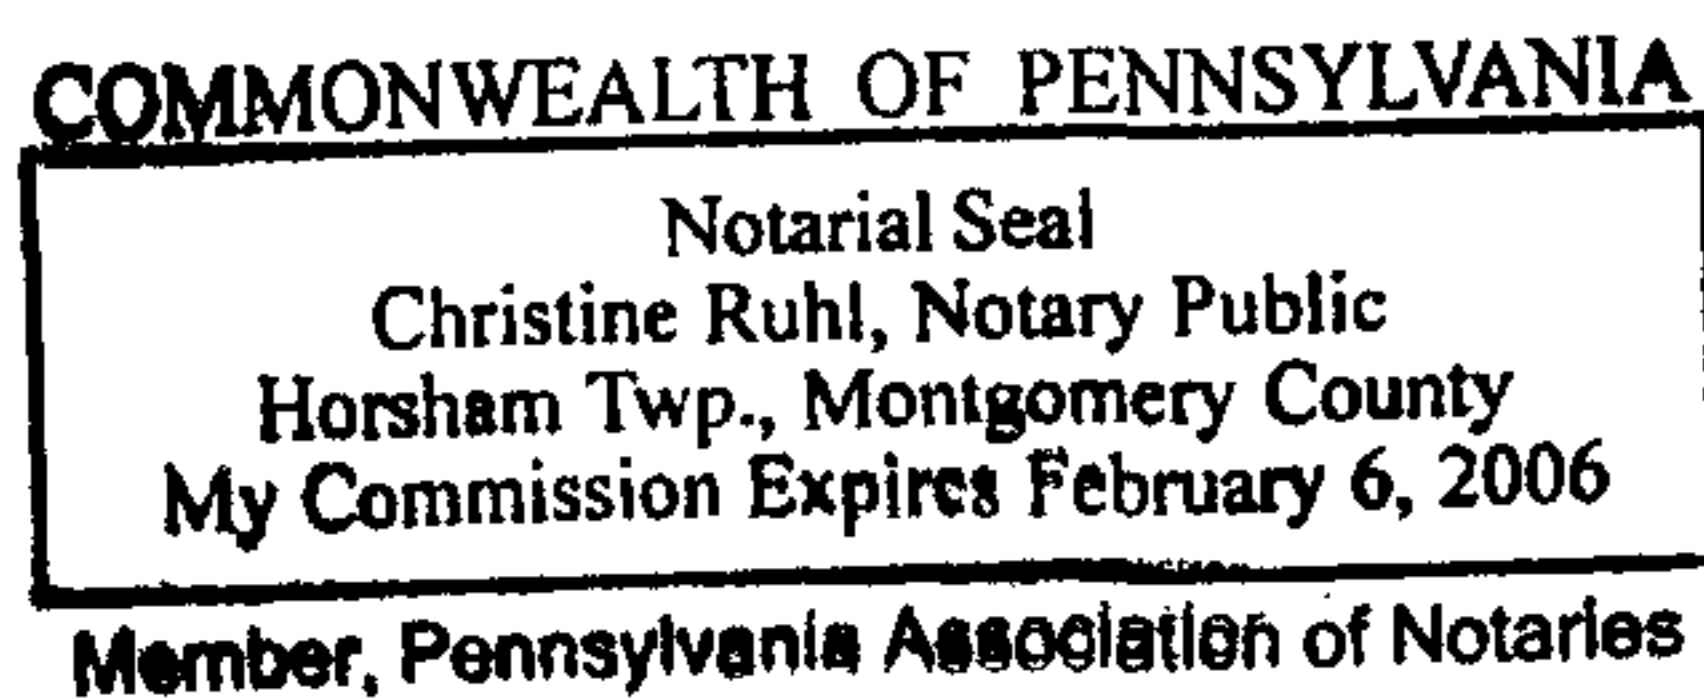 COMMONWEALTH OF PENNSYLVANIA
Notarial Seal
Christine Ruhl, Notary Public
Horsham Twp., Montgomery County
My Commission Expires February 6, 2006
Member, Pennsylvania Association of Notaries